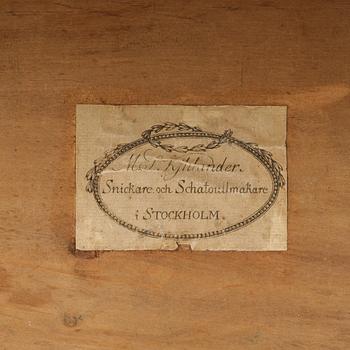 Snickare och Schatoullmakare
i STOCKHOLM.